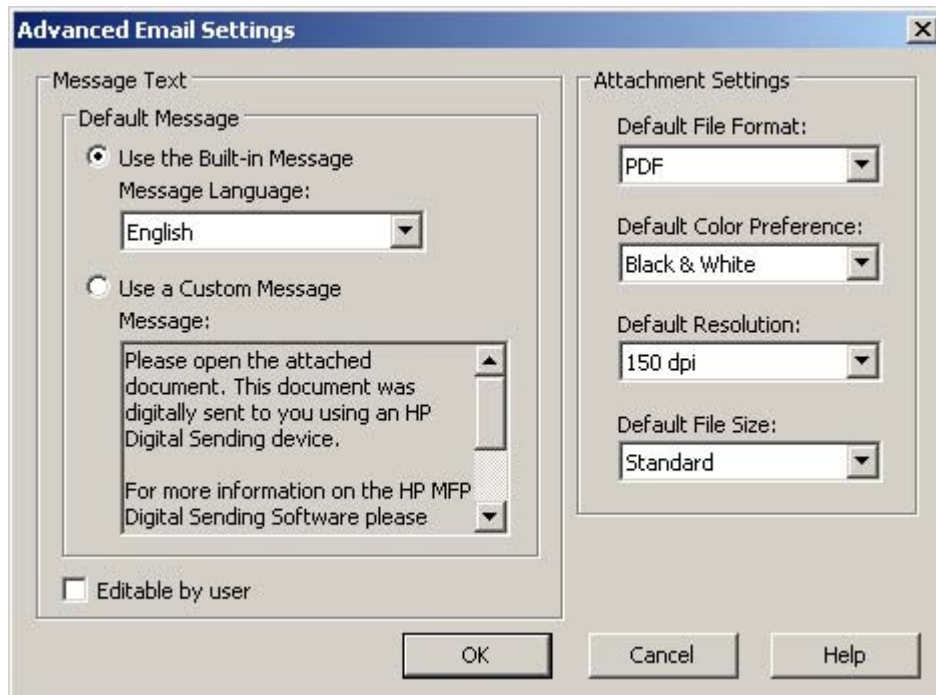 Advanced Email Settings
Message Text
Default Message
Use the Built-in Message
Message Language:
English
Use a Custom Message
Message:
Please open the attached
document. This document was
digitally sent to you using an HP
Digital Sending device.
For more information on the HP MFP
Digital Sending Software please
Editable by user
Attachment Settings
Default File Format:
PDF
Default Color Preference:
Black & White
Default Resolution:
150 dpi
Default File Size:
Standard
OK
Cancel
Help